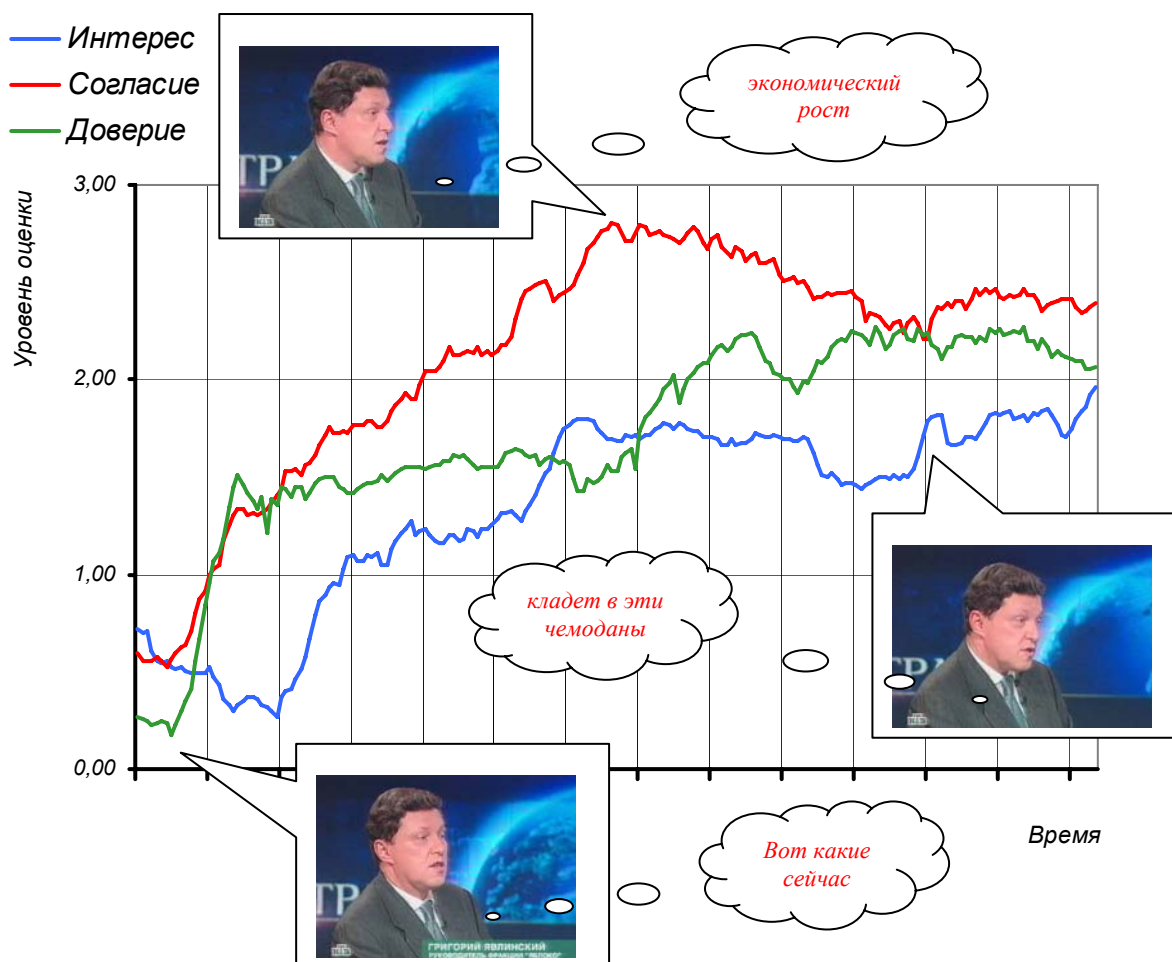 Интерес
Согласие
Доверие
экономический
рост
Уровень оценки
3,00
2,00
1,00
0,00
кладет в эти
чемоданы
Вот какие
сейчас
Время
ГРИГОРИЙ ЯВЛИНСКИЙ
РУКОВОДИТЕЛЬ ФРАКЦИИ "ЯБЛОКО"